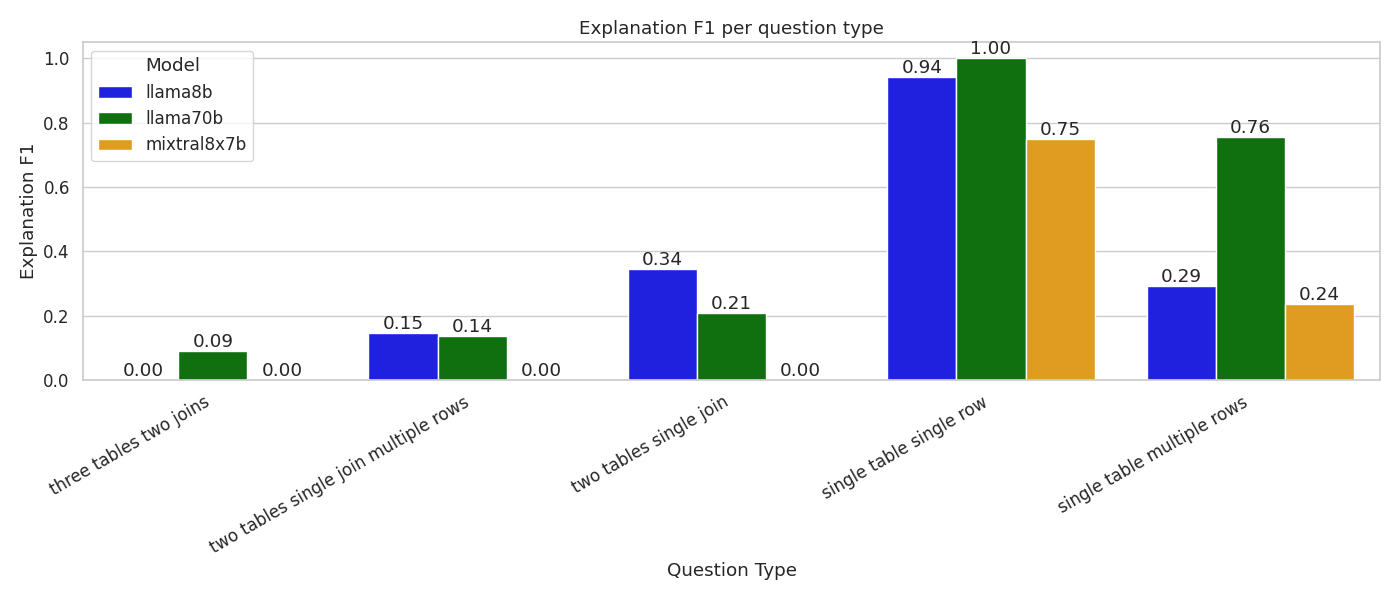 Explanation F1 per question type
Model
llama8b
llama70b
mixtral8x7b
Explanation F1
1.0
0.8
0.6
0.4
0.2
0.0
0.00
0.09
0.00
0.15
0.14
0.00
0.34
0.21
0.00
0.94
1.00
0.75
0.29
0.76
0.24
three tables two joins
two tables single join multiple rows
two tables single join
single table single row
single table multiple rows
Question Type